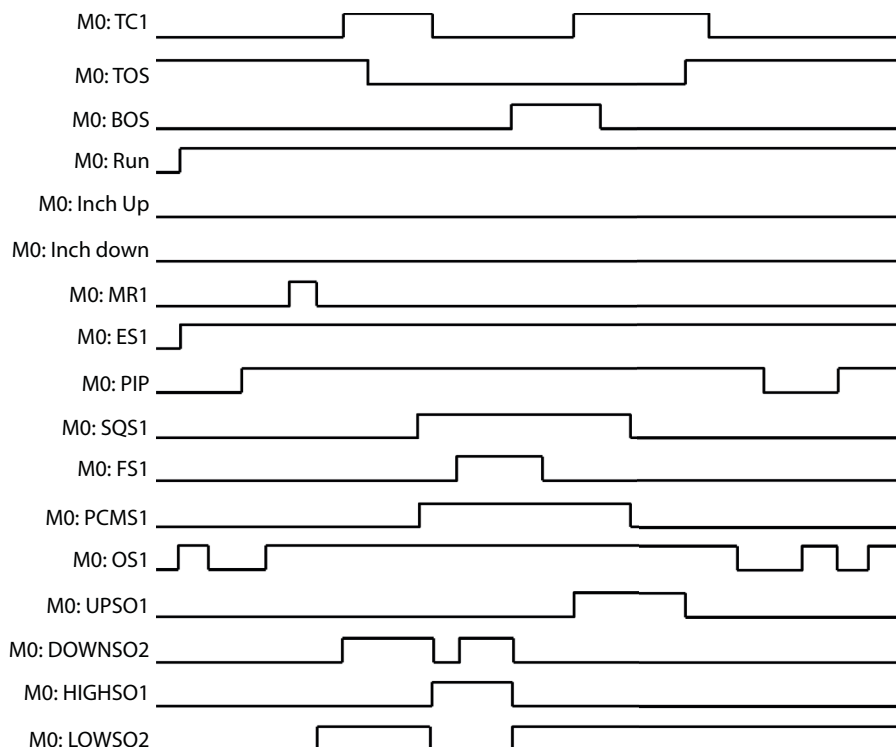 M0: TC1
M0: TOS
M0: BOS
M0: Run
M0: Inch Up
M0: Inch down
M0: MR1
M0: ES1
M0: PIP
M0: SQS1
M0: FS1
M0: PCMS1
M0: OS1
M0: UPSO1
M0: DOWNSO2
M0: HIGHSO1
M0: LOWSO2